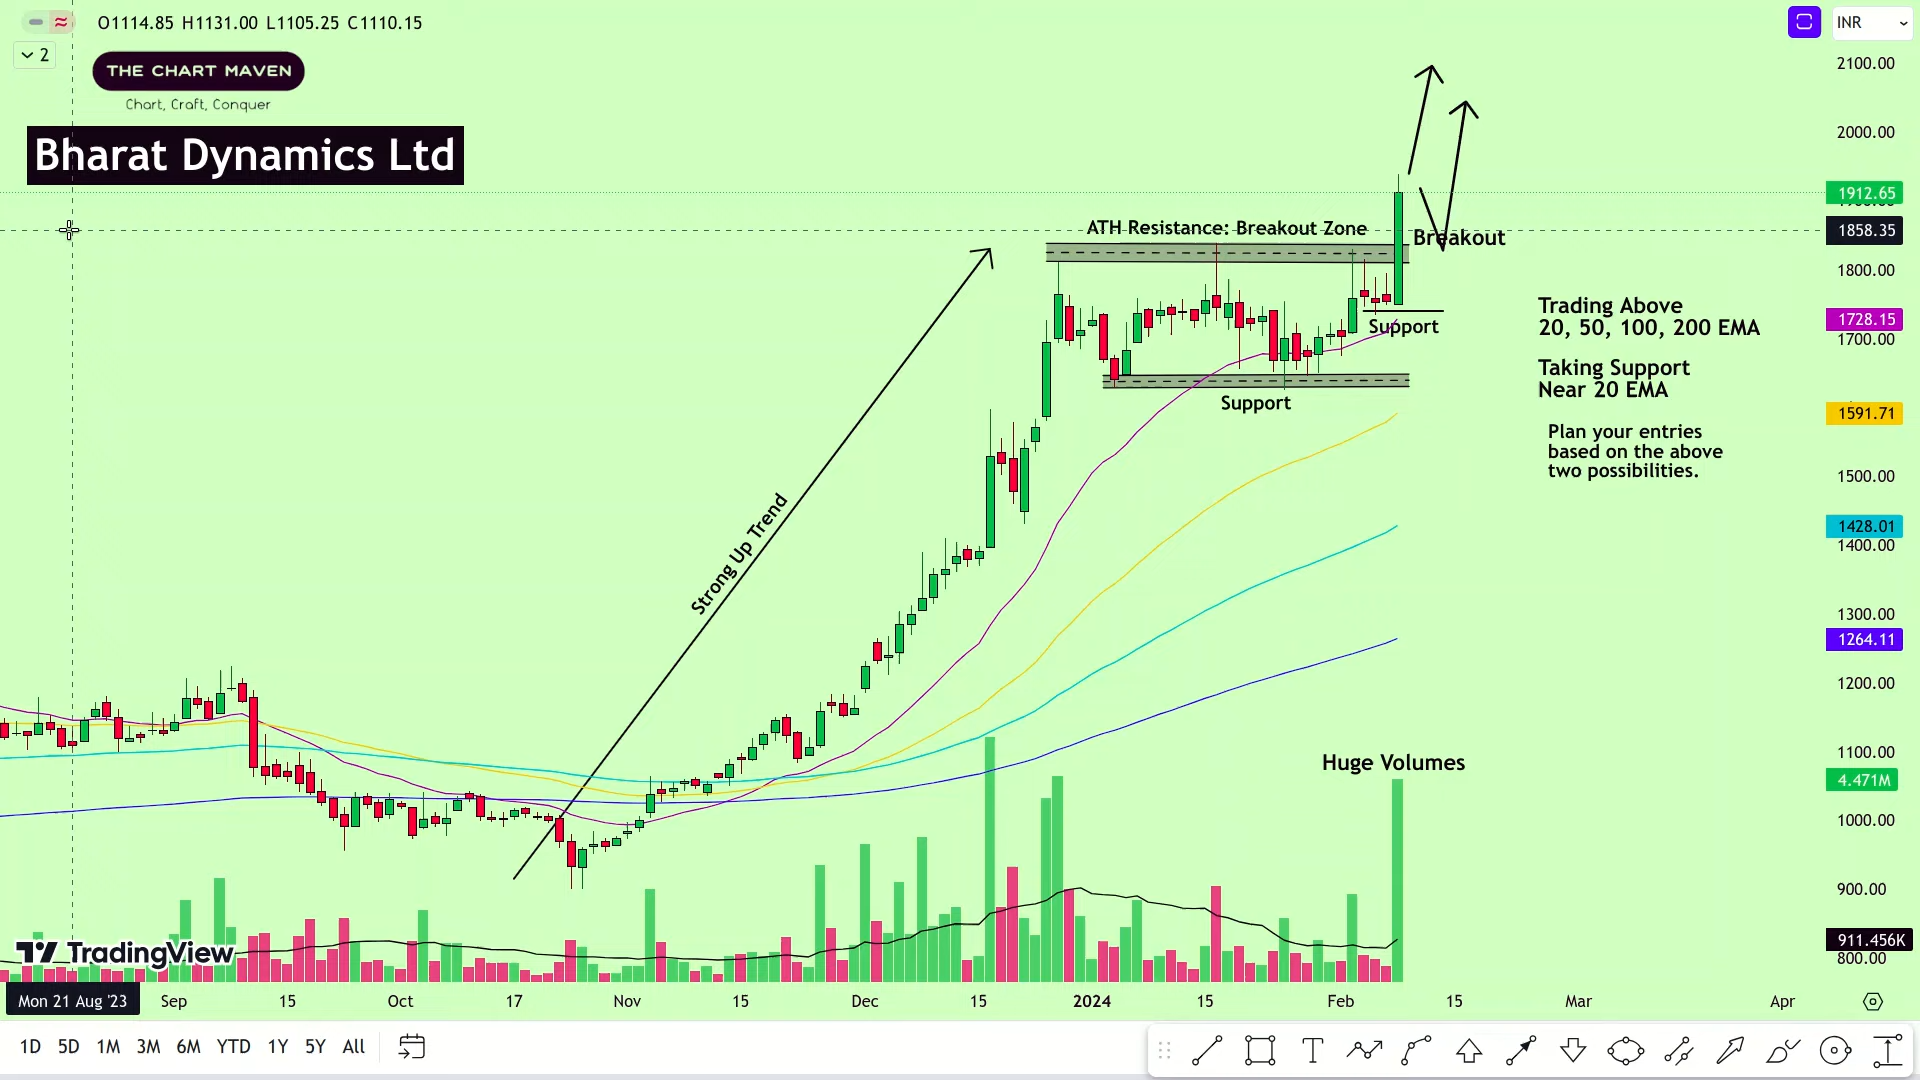 O1114.85 H1131.00 L1105.25 C1110.15
INR
2
THE CHART MAVEN
Chart, Craft, Conquer
Bharat Dynamics Ltd
2100.00
2000.00
1912.65
1858.35
1800.00
1728.15
1700.00
1591.71
1500.00
1428.01
1400.00
1300.00
1264.11
1200.00
1100.00
4.471M
1000.00
900.00
911.456K
800.00
ATH Resistance: Breakout Zone
Breakout
Support
Support
Trading Above
20, 50, 100, 200 EMA
Taking Support
Near 20 EMA
Plan your entries
based on the above
two possibilities.
Strong Up Trend
Huge Volumes
TradingView
Mon 21 Aug '23 Sep 15 Oct 17 Nov 15 Dec 15 2024 15 Feb 15 Mar Apr
1D 5D 1M 3M 6M YTD 1Y 5Y All